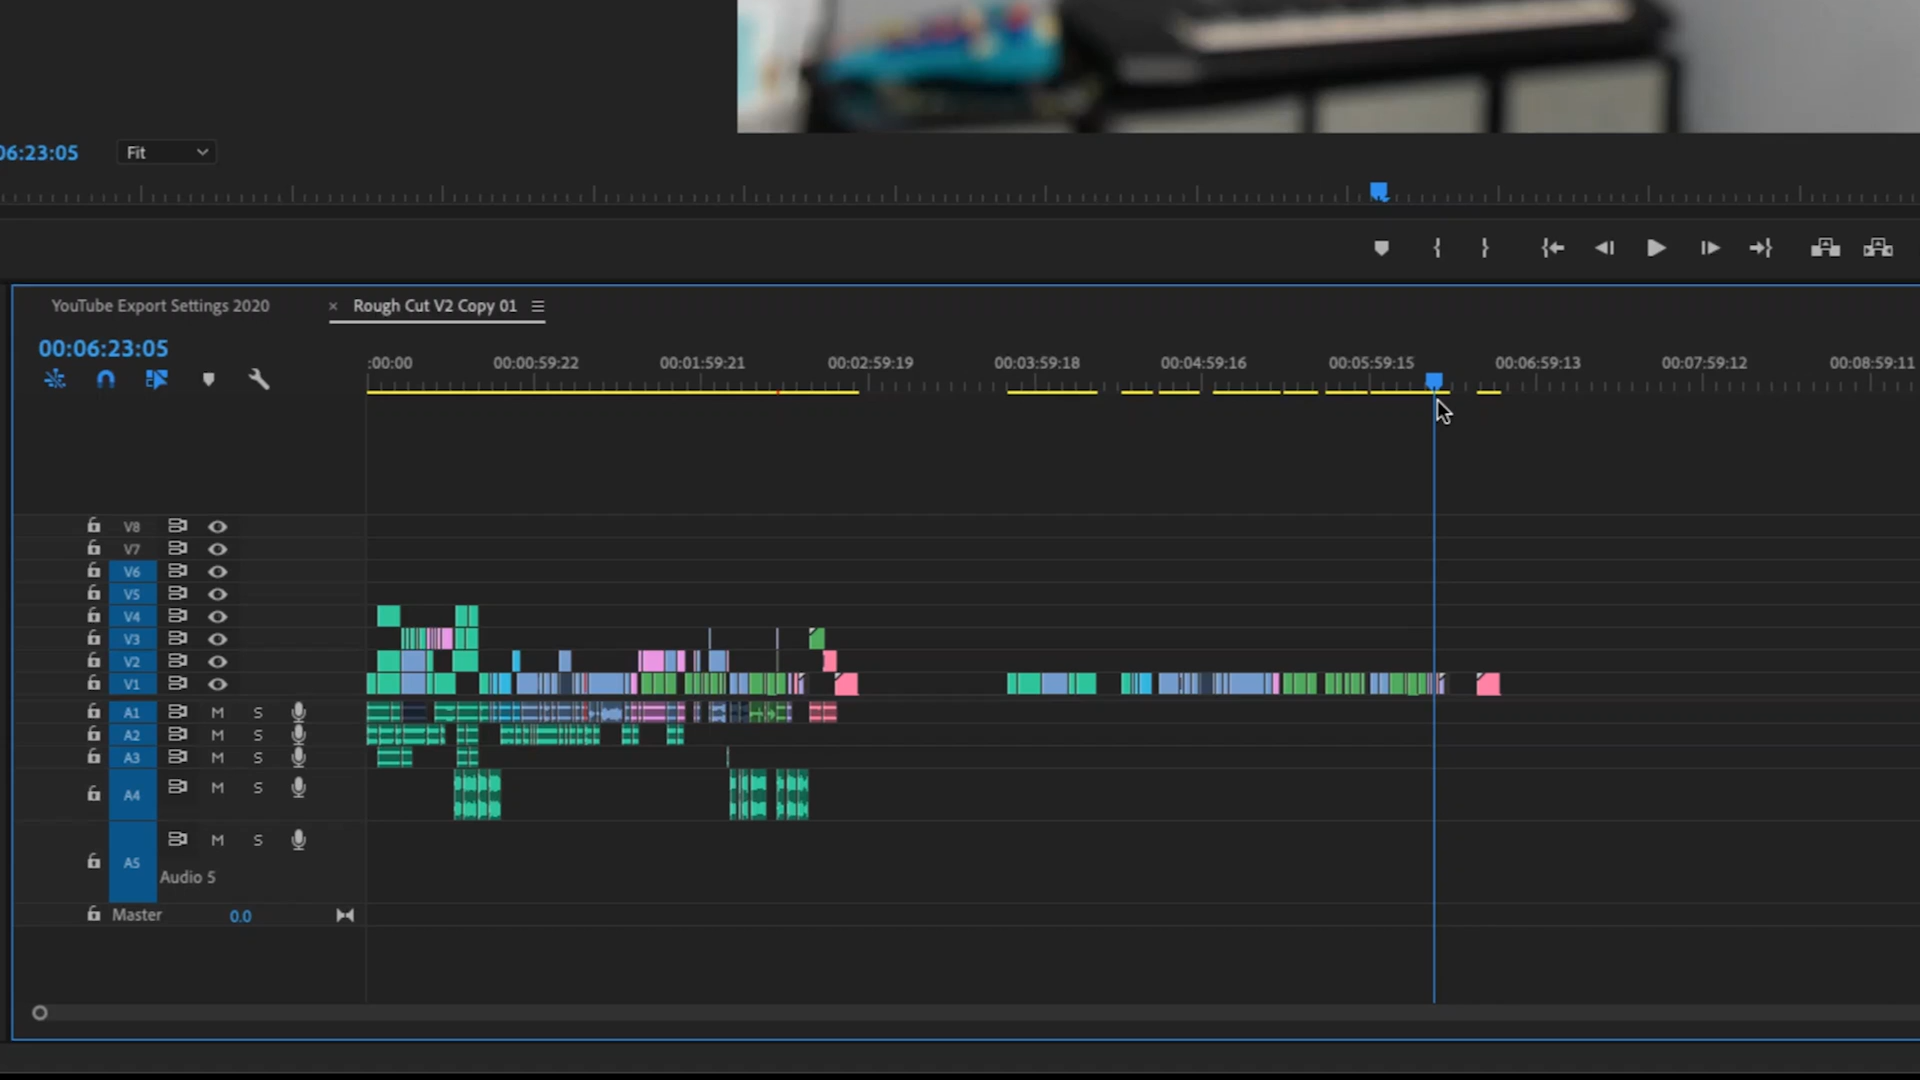 06:23:05 Fit
YouTube Export Settings 2020 × Rough Cut V2 Copy 01
00:06:23:05
:00:00 00:00:59:22 00:01:59:21 00:02:59:19 00:03:59:18 00:04:59:16 00:05:59:15 00:06:59:13 00:07:59:12 00:08:59:11
V8
V7
V6
V5
V4
V3
V2
V1
A1 M S
A2 M S
A3 M S
A4 M S
A5 M S
Audio 5
Master 0.0